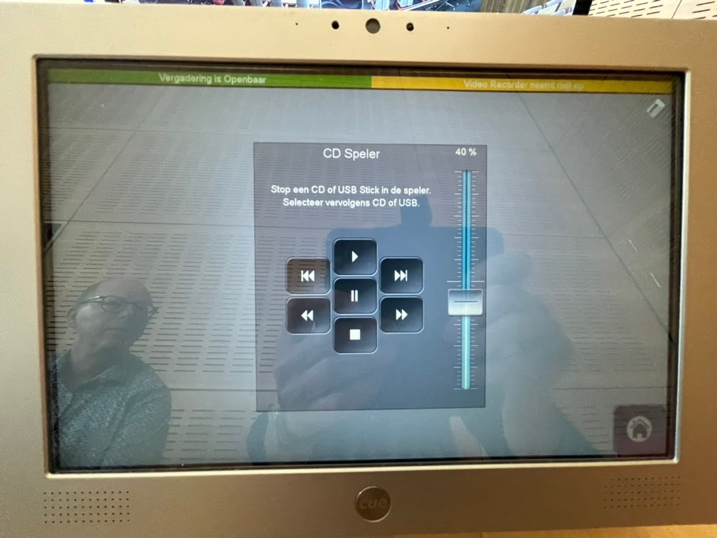 Vergadering is Openbaar
Video Recorder neemt niet op
CD Speler
40 %
Stop een CD of USB Stick in de speler.
Selecteer vervolgens CD of USB.
cue